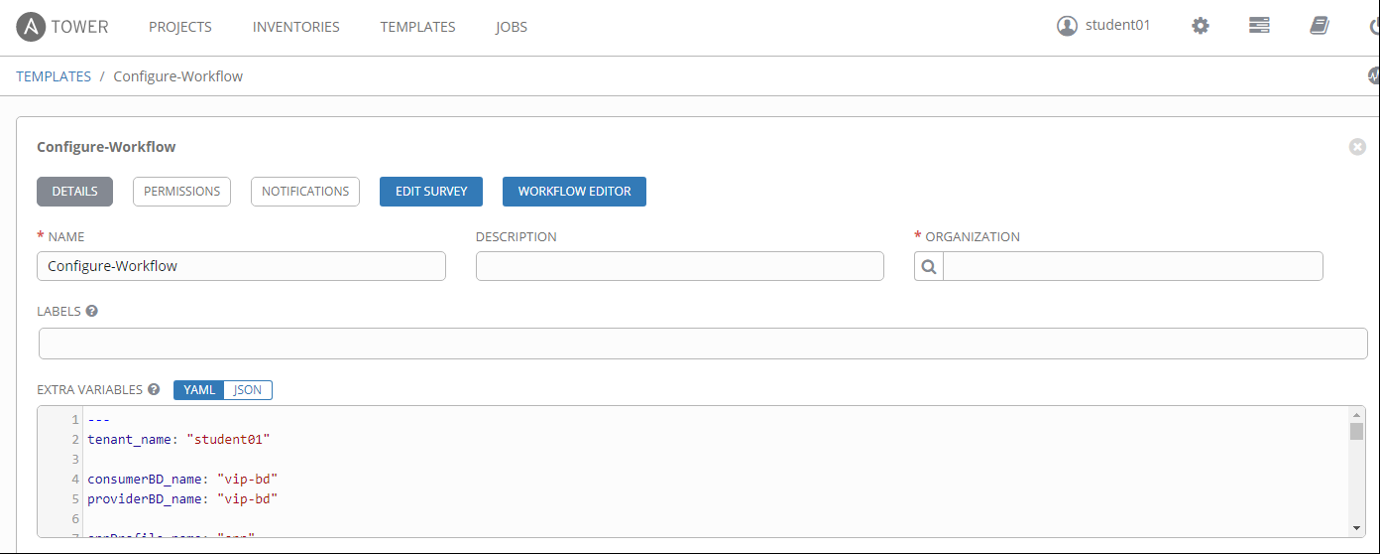 TOWER PROJECTS INVENTORIES TEMPLATES JOBS student01
TEMPLATES / Configure-Workflow
Configure-Workflow
DETAILS PERMISSIONS NOTIFICATIONS EDIT SURVEY WORKFLOW EDITOR
* NAME DESCRIPTION * ORGANIZATION
Configure-Workflow
LABELS ?
EXTRA VARIABLES ? YAML JSON
1 ---
2 tenant_name: "student01"
3
4 consumerBD_name: "vip-bd"
5 providerBD_name: "vip-bd"
6